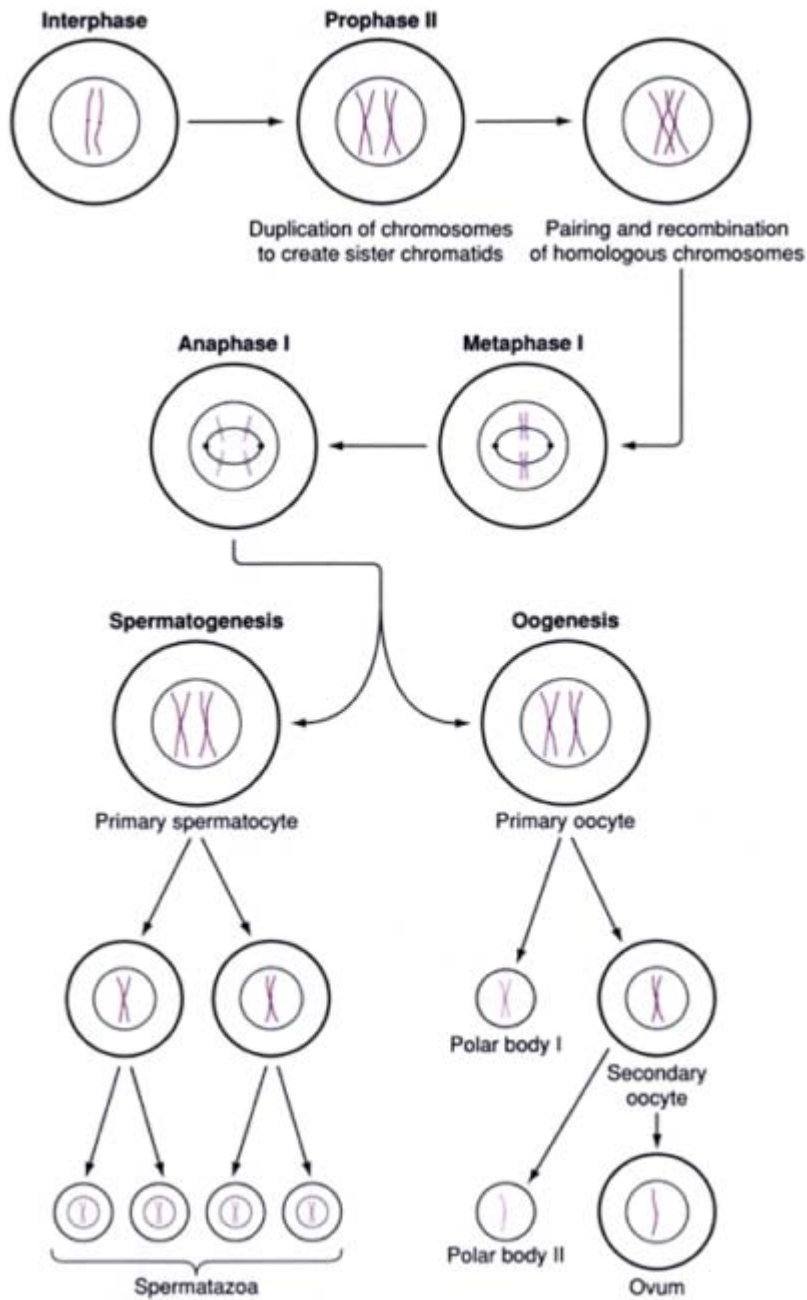 Interphase
Prophase II
Duplication of chromosomes
to create sister chromatids
Pairing and recombination
of homologous chromosomes
Anaphase I
Metaphase I
Spermatogenesis
Oogenesis
Primary spermatocyte
Primary oocyte
Polar body I
Secondary
oocyte
Polar body II
Spermatazoa
Ovum